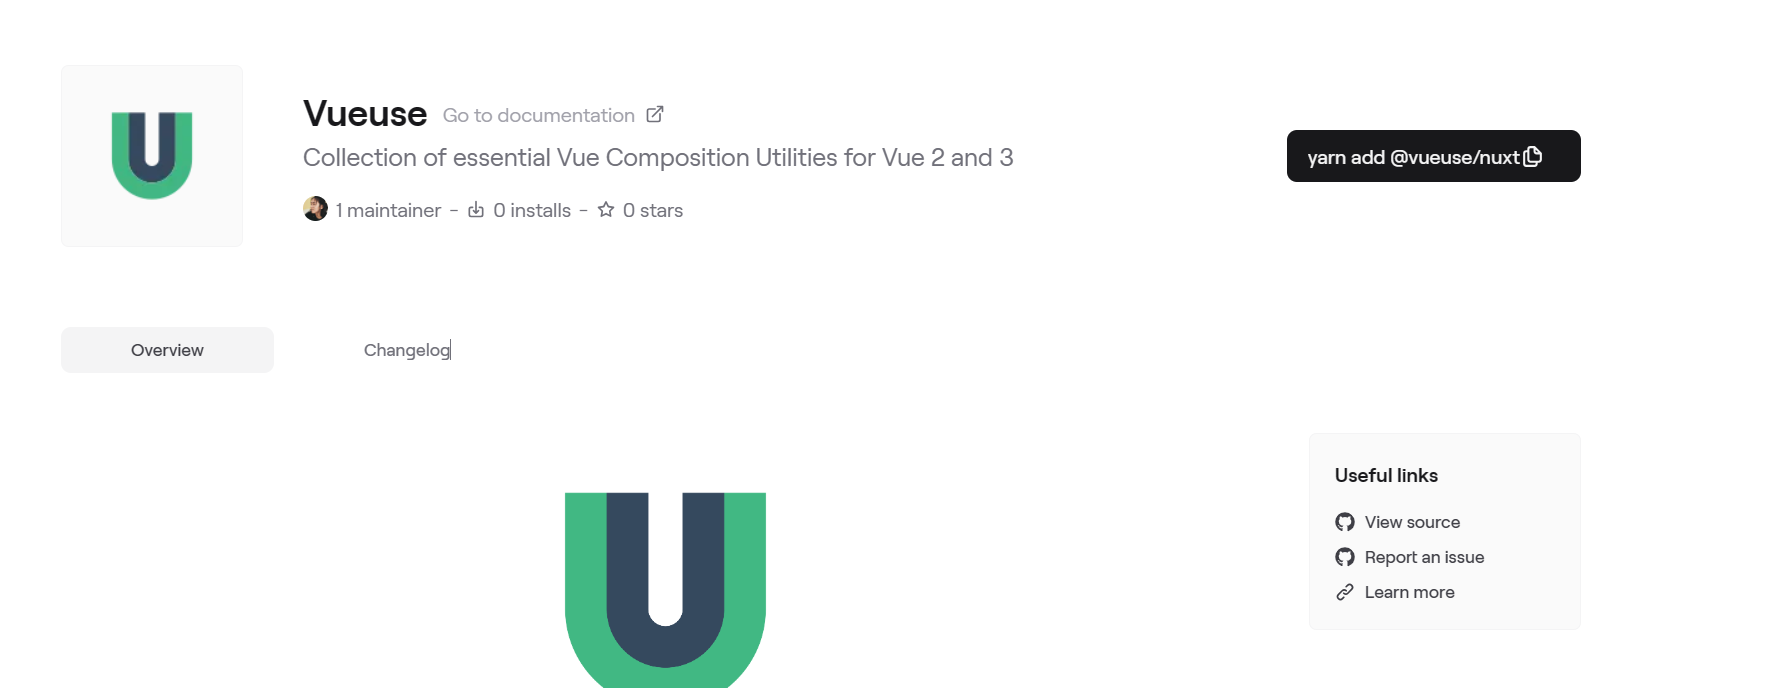 Vueuse Go to documentation
Collection of essential Vue Composition Utilities for Vue 2 and 3
1 maintainer - 0 installs - 0 stars
yarn add @vueuse/nuxt
Overview
Changelog
Useful links
View source
Report an issue
Learn more